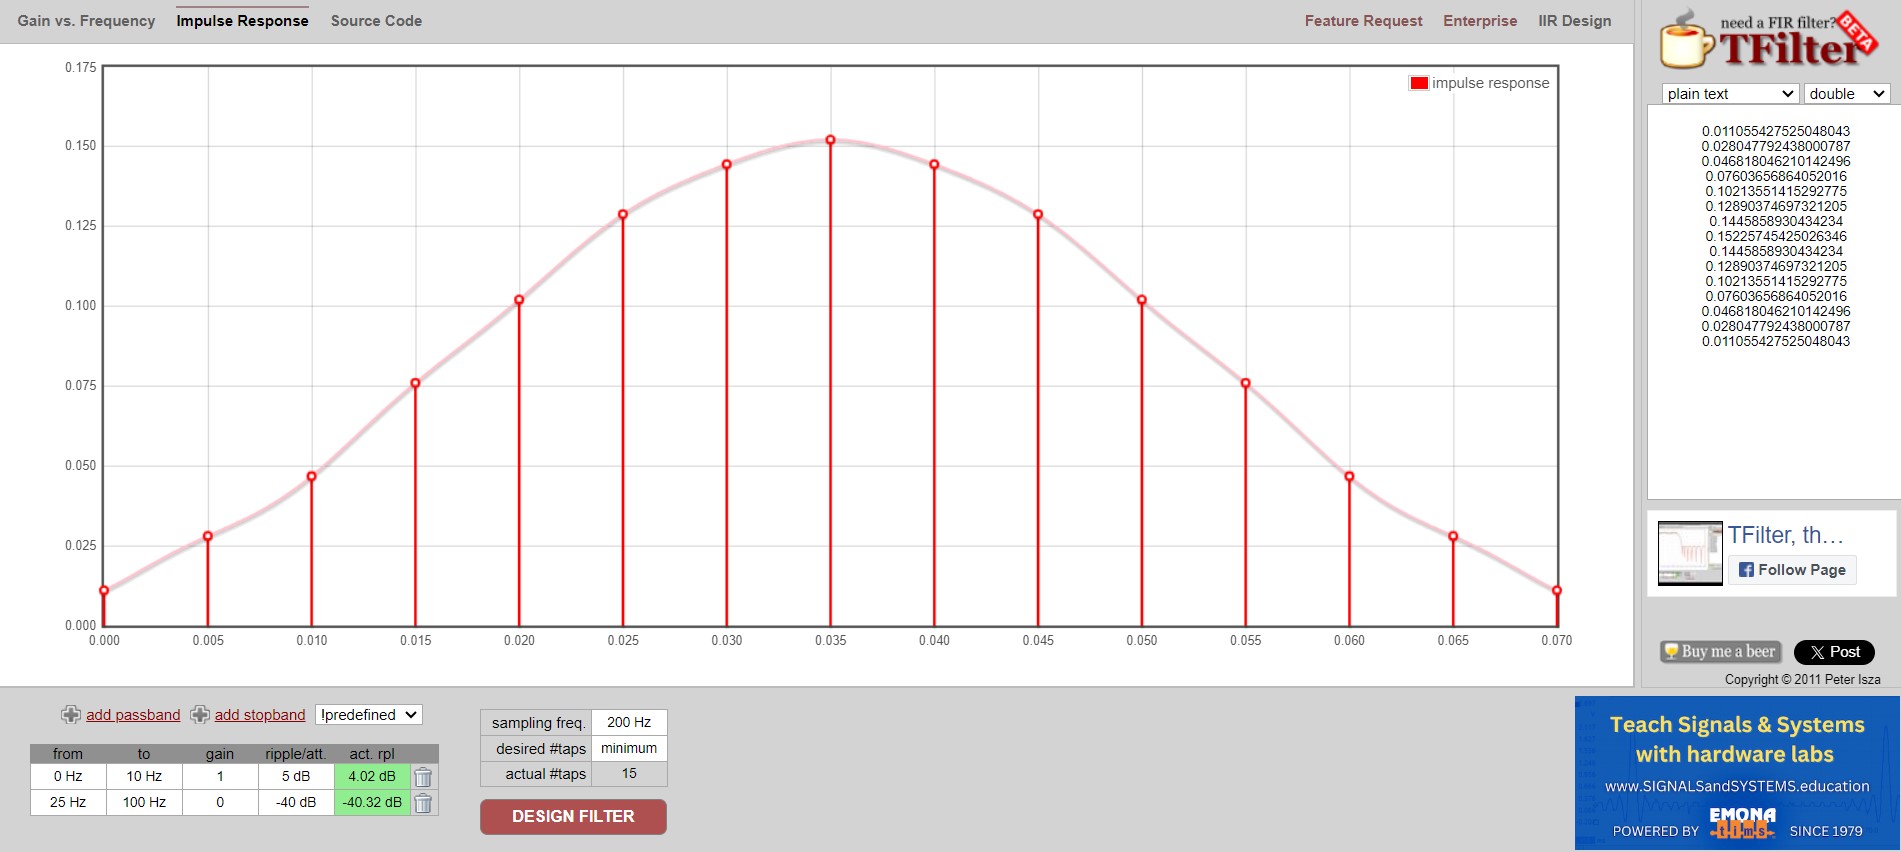 Gain vs. Frequency Impulse Response Source Code Feature Request Enterprise IIR Design
0.175
0.150
0.125
0.100
0.075
0.050
0.025
0.000
impulse response
0.000 0.005 0.010 0.015 0.020 0.025 0.030 0.035 0.040 0.045 0.050 0.055 0.060 0.065 0.070
need a FIR filter?
TFilter
BETA
plain text double
0.011055427525048043
0.028047792438000787
0.046818046210142496
0.07603656864052016
0.10213551415292775
0.12890374697321205
0.1445858930434234
0.15225745425026346
0.1445858930434234
0.12890374697321205
0.10213551415292775
0.07603656864052016
0.046818046210142496
0.028047792438000787
0.011055427525048043
TFilter, th…
Follow Page
Buy me a beer X Post
Copyright © 2011 Peter Isza
add passband add stopband !predefined
from to gain ripple/att. act. rpl
0 Hz 10 Hz 1 5 dB 4.02 dB
25 Hz 100 Hz 0 -40 dB -40.32 dB
sampling freq. 200 Hz
desired #taps minimum
actual #taps 15
DESIGN FILTER
Teach Signals & Systems
with hardware labs
www.SIGNALSandSYSTEMS.education
POWERED BY EMONA tims SINCE 1979